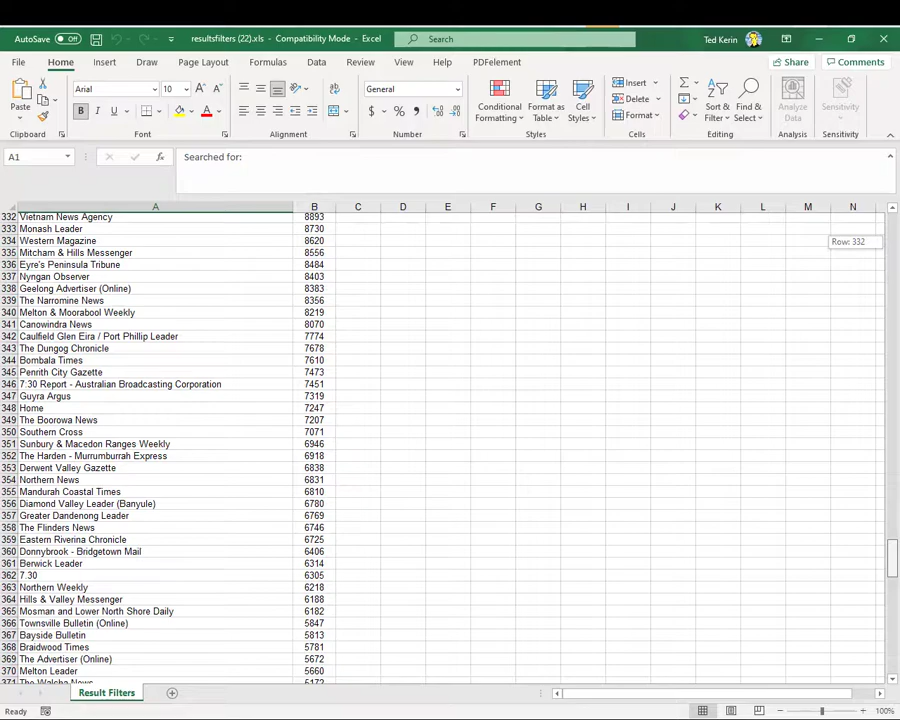 AutoSave Off resultsfilters (22).xls - Compatibility Mode - Excel Search Ted Kerin
File Home Insert Draw Page Layout Formulas Data Review View Help PDFelement Share Comments
Paste Arial 10 A A General Conditional Formatting Format as Table Cell Styles Insert Delete Format Sort & Filter Find & Select Analyze Data Sensitivity
B I U A $ % 9
Clipboard Font Alignment Number Styles Cells Editing Analysis Sensitivity
A1 fx Searched for:
A B C D E F G H I J K L M N
Row: 332
332 Vietnam News Agency 8893
333 Monash Leader 8730
334 Western Magazine 8620
335 Mitcham & Hills Messenger 8556
336 Eyre's Peninsula Tribune 8484
337 Nyngan Observer 8403
338 Geelong Advertiser (Online) 8383
339 The Narromine News 8356
340 Melton & Moorabool Weekly 8219
341 Canowindra News 8070
342 Caulfield Glen Eira / Port Phillip Leader 7774
343 The Dungog Chronicle 7678
344 Bombala Times 7610
345 Penrith City Gazette 7473
346 7:30 Report - Australian Broadcasting Corporation 7451
347 Guyra Argus 7319
348 Home 7247
349 The Boorowa News 7207
350 Southern Cross 7071
351 Sunbury & Macedon Ranges Weekly 6946
352 The Harden - Murrumburrah Express 6918
353 Derwent Valley Gazette 6838
354 Northern News 6831
355 Mandurah Coastal Times 6810
356 Diamond Valley Leader (Banyule) 6780
357 Greater Dandenong Leader 6769
358 The Flinders News 6746
359 Eastern Riverina Chronicle 6725
360 Donnybrook - Bridgetown Mail 6406
361 Berwick Leader 6314
362 7.30 6305
363 Northern Weekly 6218
364 Hills & Valley Messenger 6188
365 Mosman and Lower North Shore Daily 6182
366 Townsville Bulletin (Online) 5847
367 Bayside Bulletin 5813
368 Braidwood Times 5781
369 The Advertiser (Online) 5672
370 Melton Leader 5660
371 The Walcha News
Result Filters
Ready 100%